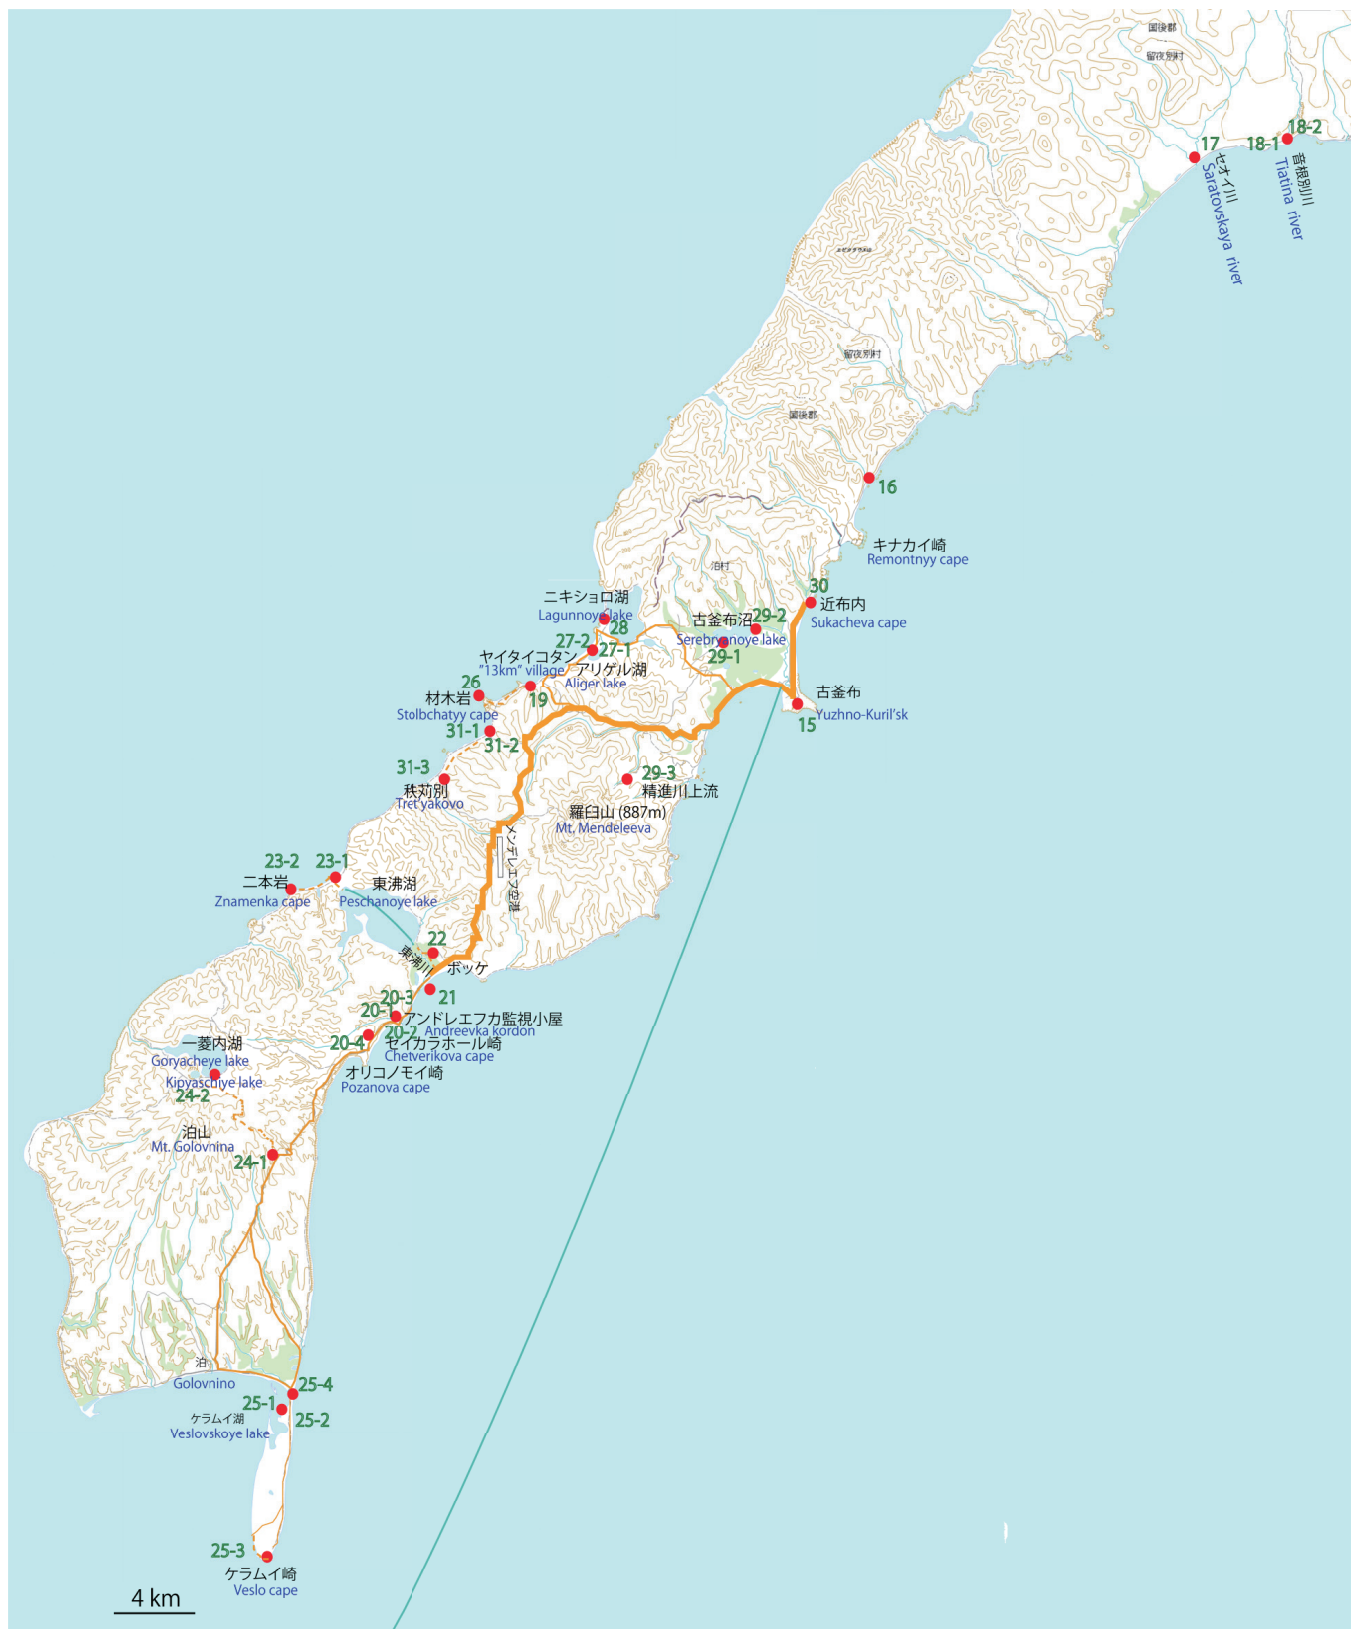 国後郡
留夜別村
18-2
17
18-1
セオイ川
Saratovskaya river
音根別川
Tiatina river
留夜別村
国後郡
16
キナカイ崎
Remontnyy cape
泊村
30
近布内
Sukacheva cape
ニキショロ湖
Lagunnoye lake
28
古釜布沼
29-2
Serebryanoye lake
29-1
27-2
27-1
ヤイタイコタン
"13km" village
アリゲル湖
Aliger lake
26
材木岩
Stolbchatyy cape
19
古釜布
Yuzhno-Kuril'sk
15
31-1
31-2
31-3
秩苅別
Tret'yakovo
29-3
精進川上流
羅臼山 (887m)
Mt. Mendeleeva
メンデレエフ空港
23-2
23-1
二本岩
Znamenka cape
東沸湖
Peschanoye lake
22
東沸川
ボッケ
21
20-3
20-1
アンドレエフカ監視小屋
Andreevka kordon
20-2
20-4
セイカラホール崎
Chetverikova cape
オリコノモイ崎
Pozanova cape
一菱内湖
Goryacheye lake
Kipyaschiye lake
24-2
泊山
Mt. Golovnina
24-1
泊
Golovnino
25-4
25-1
25-2
ケラムイ湖
Veslovskoye lake
25-3
ケラムイ崎
Veslo cape
4 km